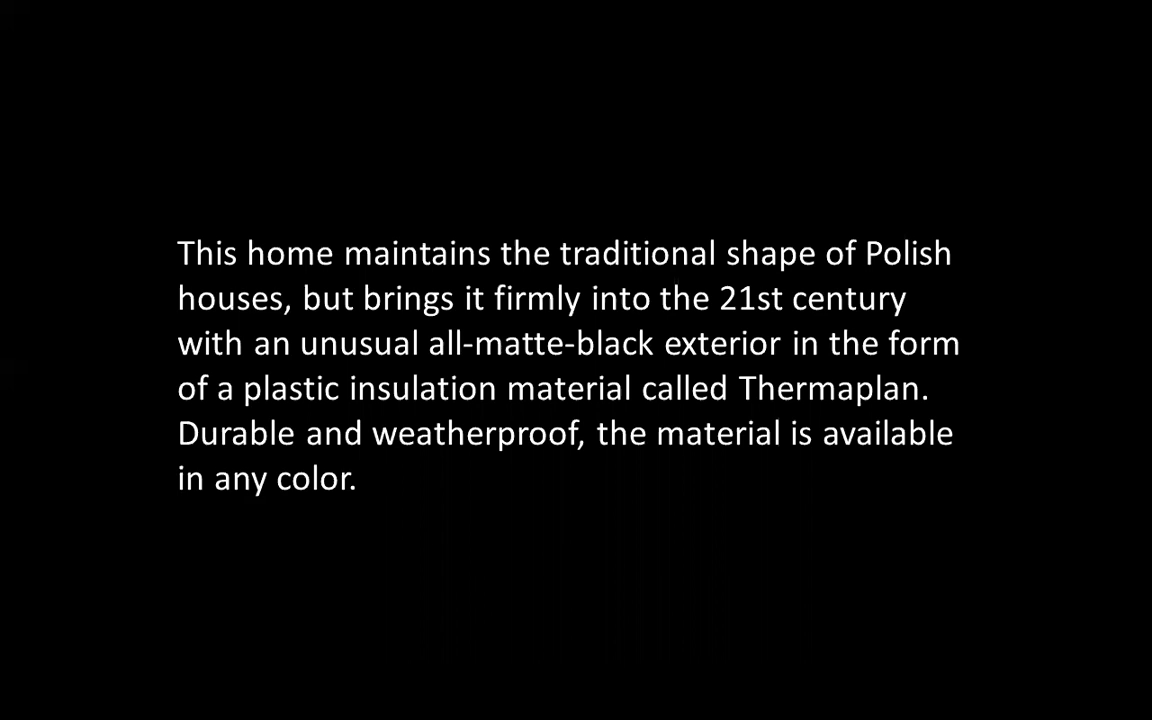 This home maintains the traditional shape of Polish
houses, but brings it firmly into the 21st century
with an unusual all-matte-black exterior in the form
of a plastic insulation material called Thermaplan.
Durable and weatherproof, the material is available
in any color.